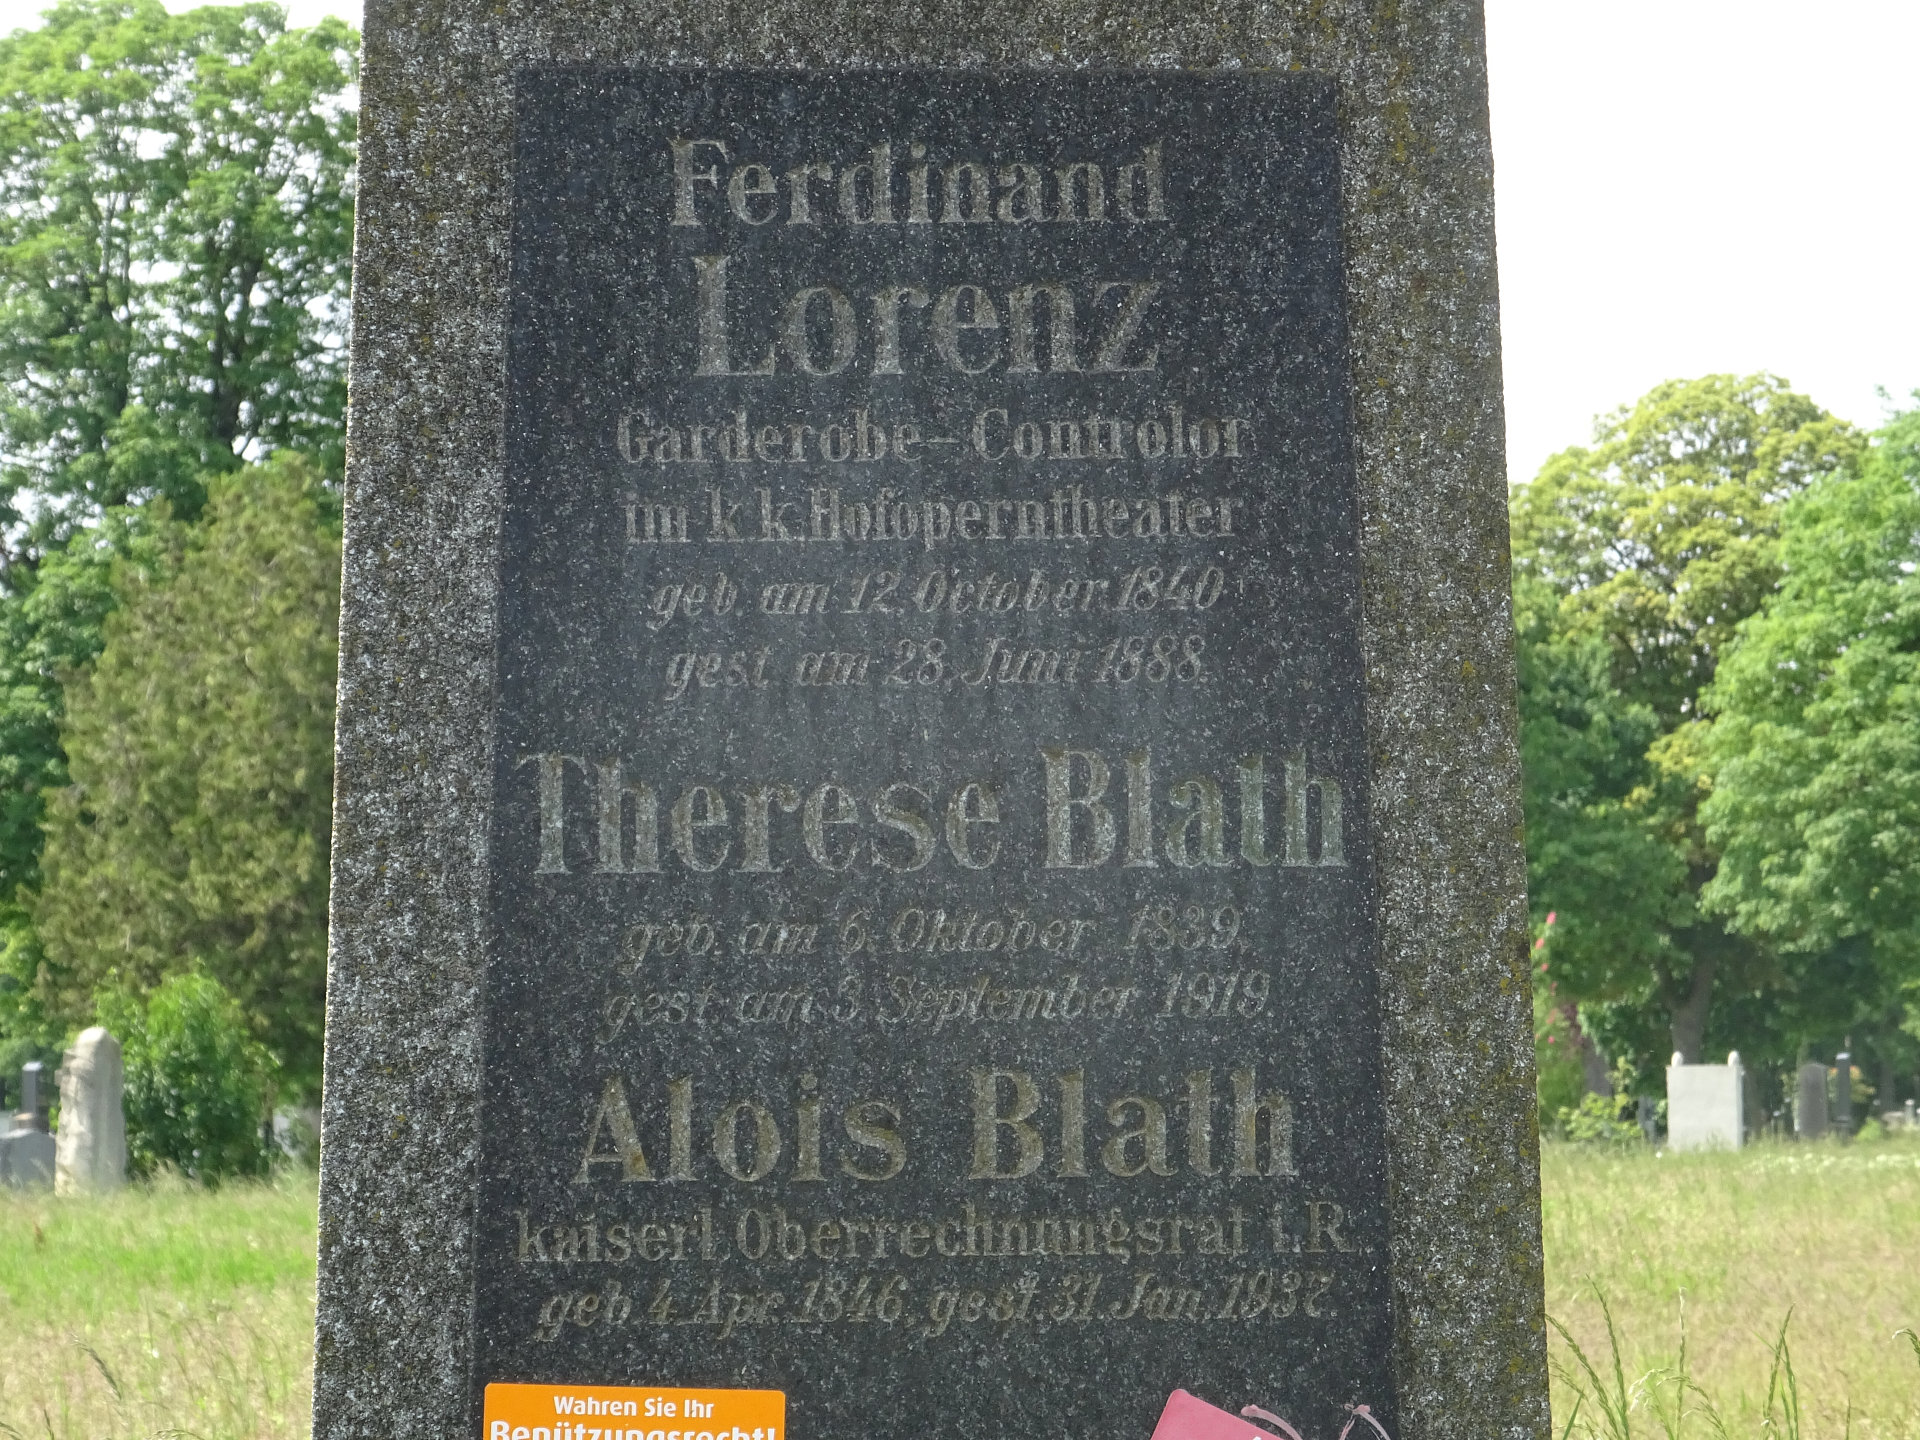 Ferdinand
Lorenz
Garderobe-Controlor
im k.k. Hofoperntheater
geb. am 12. October 1840
gest. am 28. Juni 1888.
Therese Blath
geb. am 6. Oktober 1839,
gest. am 3. September 1919.
Alois Blath
kaiserl. Oberrechnungsrat i.R.
geb. 4. Apr. 1846, gest. 31. Jan. 1937.
Wahren Sie Ihr
Benützungsrecht!